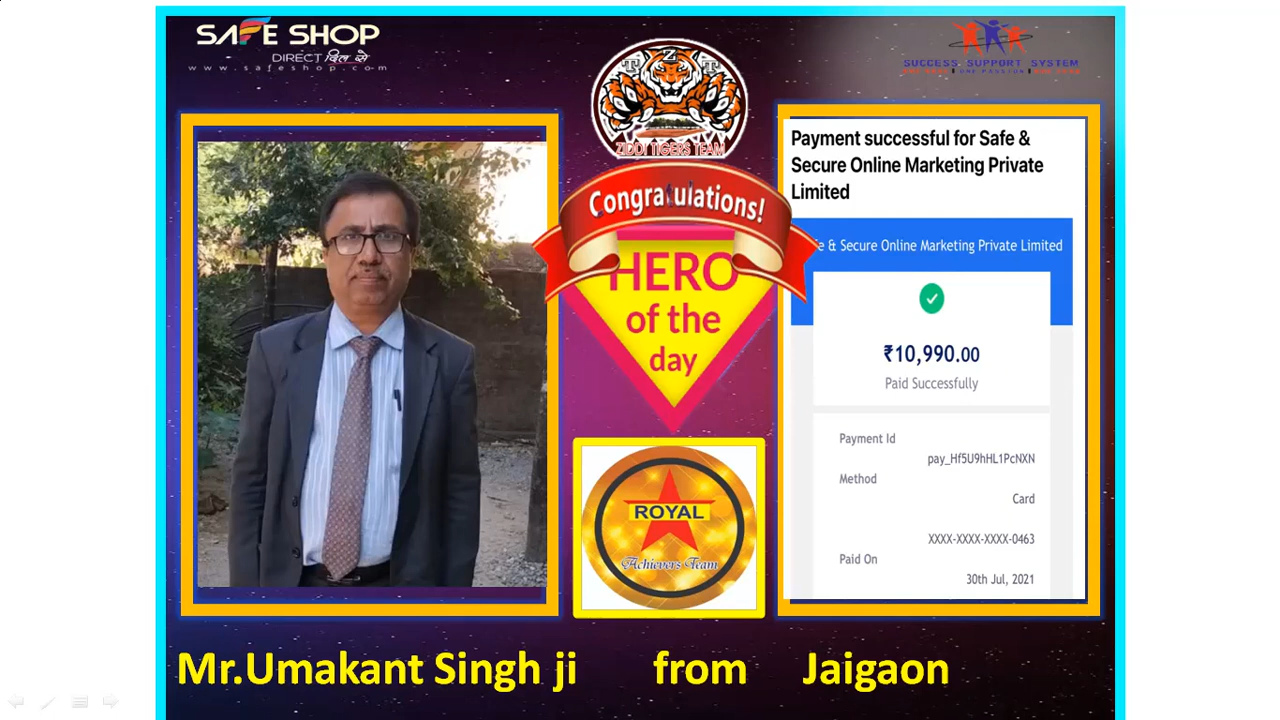 SAFE SHOP
DIRECT दिल से
www.safeshop.com
SUCCESS SUPPORT SYSTEM
ONE PASSION
Z T T
ZIDDI TIGERS TEAM
Congratulations!
HERO
of the
day
ROYAL
Achievers Team
Payment successful for Safe &
Secure Online Marketing Private
Limited
fe & Secure Online Marketing Private Limited
₹10,990.00
Paid Successfully
Payment Id
pay_Hf5U9hHL1PcNXN
Method
Card
XXXX-XXXX-XXXX-0463
Paid On
30th Jul, 2021
Mr.Umakant Singh ji from Jaigaon